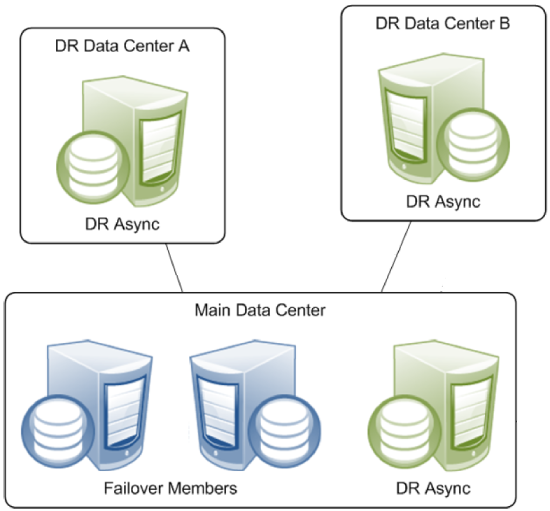 DR Data Center A
DR Async
DR Data Center B
DR Async
Main Data Center
Failover Members
DR Async